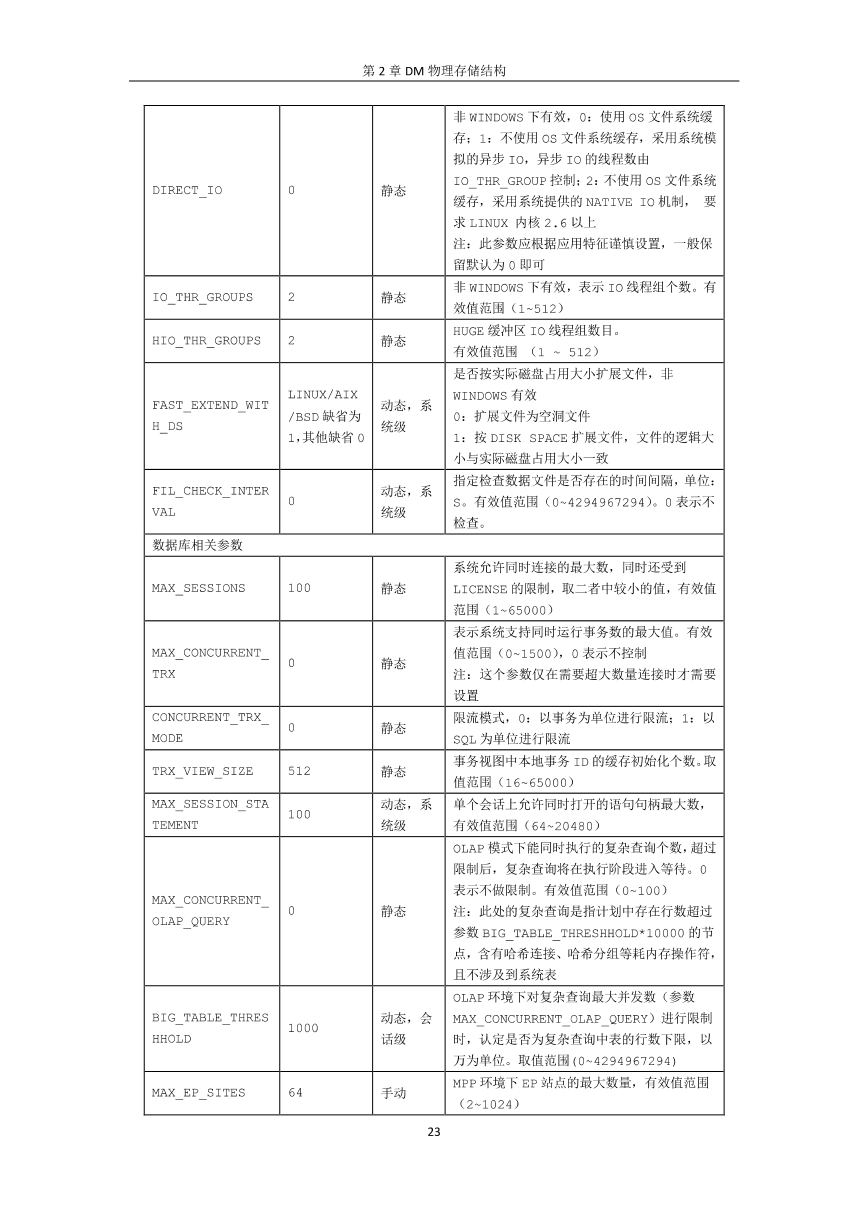 第 2 章 DM 物理存储结构
DIRECT_IO
0
静态
非 WINDOWS 下有效，0：使用 OS 文件系统缓
存；1：不使用 OS 文件系统缓存，采用系统模
拟的异步 IO，异步 IO 的线程数由
IO_THR_GROUP 控制；2：不使用 OS 文件系统
缓存，采用系统提供的 NATIVE IO 机制， 要
求 LINUX 内核 2.6 以上
注：此参数应根据应用特征谨慎设置，一般保
留默认为 0 即可
IO_THR_GROUPS
2
静态
非 WINDOWS 下有效，表示 IO 线程组个数。有
效值范围（1~512）
HIO_THR_GROUPS
2
静态
HUGE 缓冲区 IO 线程组数目。
有效值范围 （1 ~ 512）
FAST_EXTEND_WIT
H_DS
LINUX/AIX
/BSD 缺省为
1,其他缺省 0
动态，系
统级
是否按实际磁盘占用大小扩展文件，非
WINDOWS 有效
0：扩展文件为空洞文件
1：按 DISK SPACE 扩展文件，文件的逻辑大
小与实际磁盘占用大小一致
FIL_CHECK_INTER
VAL
0
动态，系
统级
指定检查数据文件是否存在的时间间隔，单位：
S。有效值范围（0~4294967294）。0 表示不
检查。
数据库相关参数
MAX_SESSIONS
100
静态
系统允许同时连接的最大数，同时还受到
LICENSE 的限制，取二者中较小的值，有效值
范围（1~65000）
MAX_CONCURRENT_
TRX
0
静态
表示系统支持同时运行事务数的最大值。有效
值范围（0~1500），0 表示不控制
注：这个参数仅在需要超大数量连接时才需要
设置
CONCURRENT_TRX_
MODE
0
静态
限流模式，0：以事务为单位进行限流；1：以
SQL 为单位进行限流
TRX_VIEW_SIZE
512
静态
事务视图中本地事务 ID 的缓存初始化个数。取
值范围（16~65000）
MAX_SESSION_STA
TEMENT
100
动态，系
统级
单个会话上允许同时打开的语句句柄最大数，
有效值范围（64~20480）
MAX_CONCURRENT_
OLAP_QUERY
0
静态
OLAP 模式下能同时执行的复杂查询个数，超过
限制后，复杂查询将在执行阶段进入等待。0
表示不做限制。有效值范围（0~100）
注：此处的复杂查询是指计划中存在行数超过
参数 BIG_TABLE_THRESHHOLD*10000 的节
点，含有哈希连接、哈希分组等耗内存操作符，
且不涉及到系统表
BIG_TABLE_THRES
HHOLD
1000
动态，会
话级
OLAP 环境下对复杂查询最大并发数（参数
MAX_CONCURRENT_OLAP_QUERY）进行限制
时，认定是否为复杂查询中表的行数下限，以
万为单位。取值范围(0~4294967294)
MAX_EP_SITES
64
手动
MPP 环境下 EP 站点的最大数量，有效值范围
（2~1024）
23